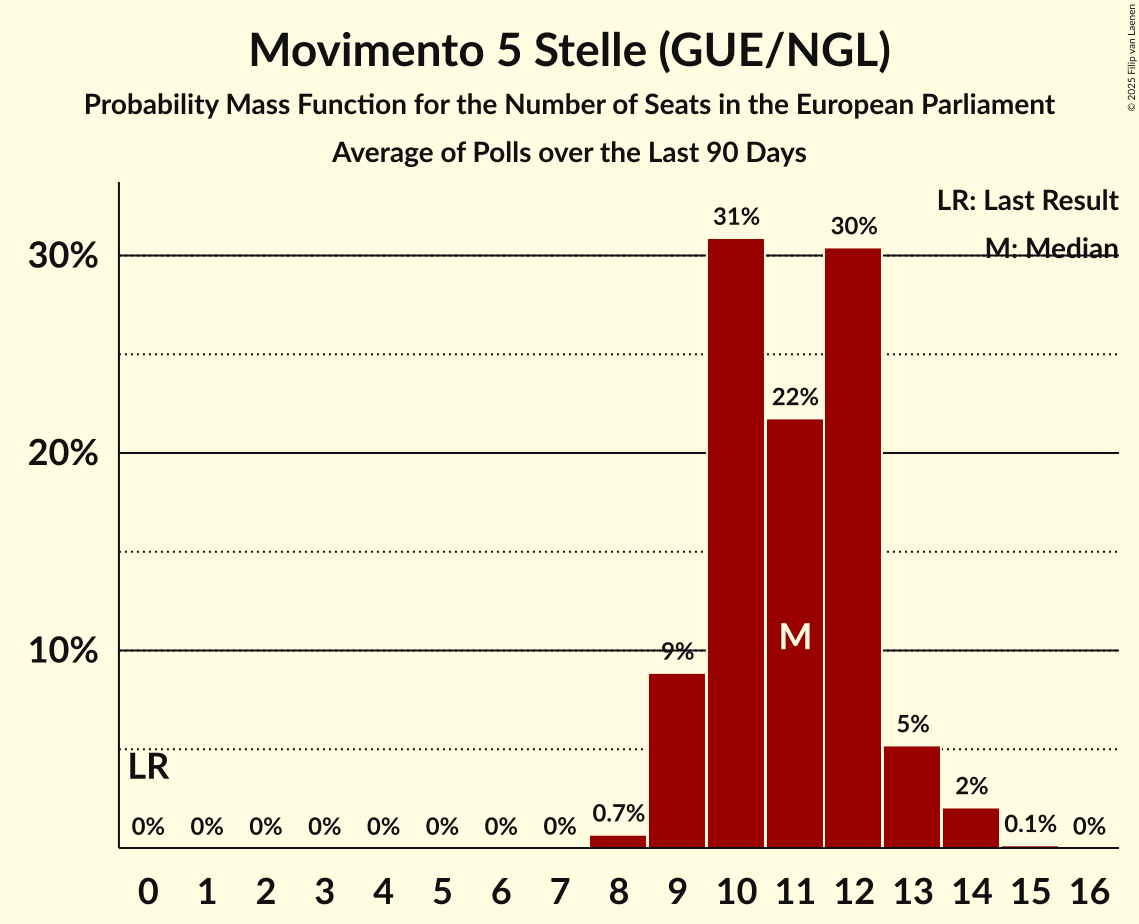 Movimento 5 Stelle (GUE/NGL)
Probability Mass Function for the Number of Seats in the European Parliament
Average of Polls over the Last 90 Days
© 2025 Filip van Laenen
LR: Last Result
M: Median
30%
20%
10%
31%
30%
22%
9%
5%
2%
0.7%
0.1%
0%
M
LR
0% 0% 0% 0% 0% 0% 0% 0%
0 1 2 3 4 5 6 7 8 9 10 11 12 13 14 15 16